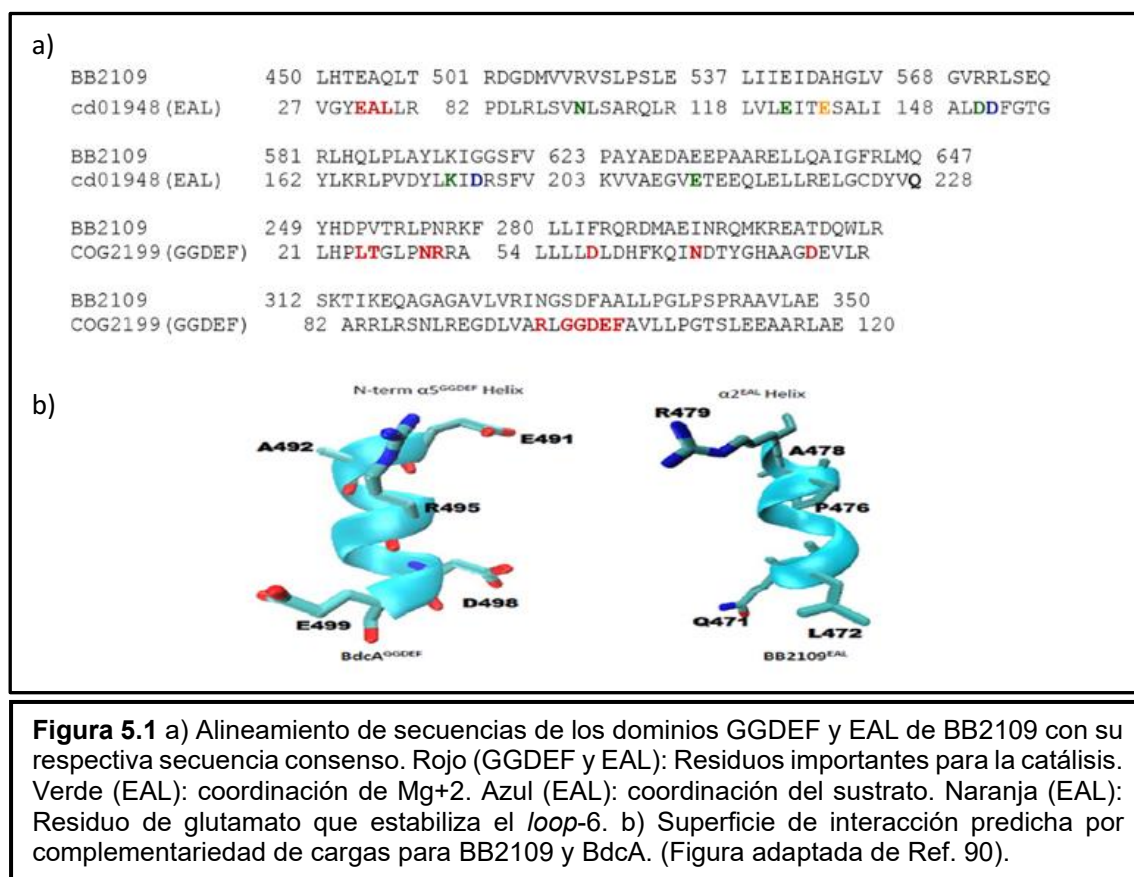 a)
BB2109 450 LHTEAQLT 501 RDGDMVVRVSLPSLE 537 LIIEIDAHGLV 568 GVRRLSEQ
cd01948 (EAL) 27 VGYEALLR 82 PDLRLSVNLSARQLR 118 LVLEITESALI 148 ALDDFGTG
BB2109 581 RLHQLPLAYLKIGGSFV 623 PAYAEDAEEPAARELLQAIGFRLMQ 647
cd01948 (EAL) 162 YLKRLPVDYLKIDRSFV 203 KVVAEGVETEEQLELLRELGCDYVQ 228
BB2109 249 YHDPVTRLPNRKF 280 LLIFRQRDMAEINRQMKREATDQWLR
COG2199 (GGDEF) 21 LHPLTGLPNRRA 54 LLLLDLDHFKQINDTYGHAAGDEVLR
BB2109 312 SKTIKEQAGAGAVLVRINGSDFAALLPGLPSPRAAVLAE 350
COG2199 (GGDEF) 82 ARRLRSNLREGDLVARLGGDEFAVLLPGTSLEEAARLAE 120
b)
N-term α5GGDEF Helix
α2EAL Helix
A492
E491
R495
E499
D498
BdcAGGDEF
R479
A478
P476
Q471
L472
BB2109EAL
Figura 5.1 a) Alineamiento de secuencias de los dominios GGDEF y EAL de BB2109 con su
respectiva secuencia consenso. Rojo (GGDEF y EAL): Residuos importantes para la catálisis.
Verde (EAL): coordinación de Mg+2. Azul (EAL): coordinación del sustrato. Naranja (EAL):
Residuo de glutamato que estabiliza el loop-6. b) Superficie de interacción predicha por
complementariedad de cargas para BB2109 y BdcA. (Figura adaptada de Ref. 90).